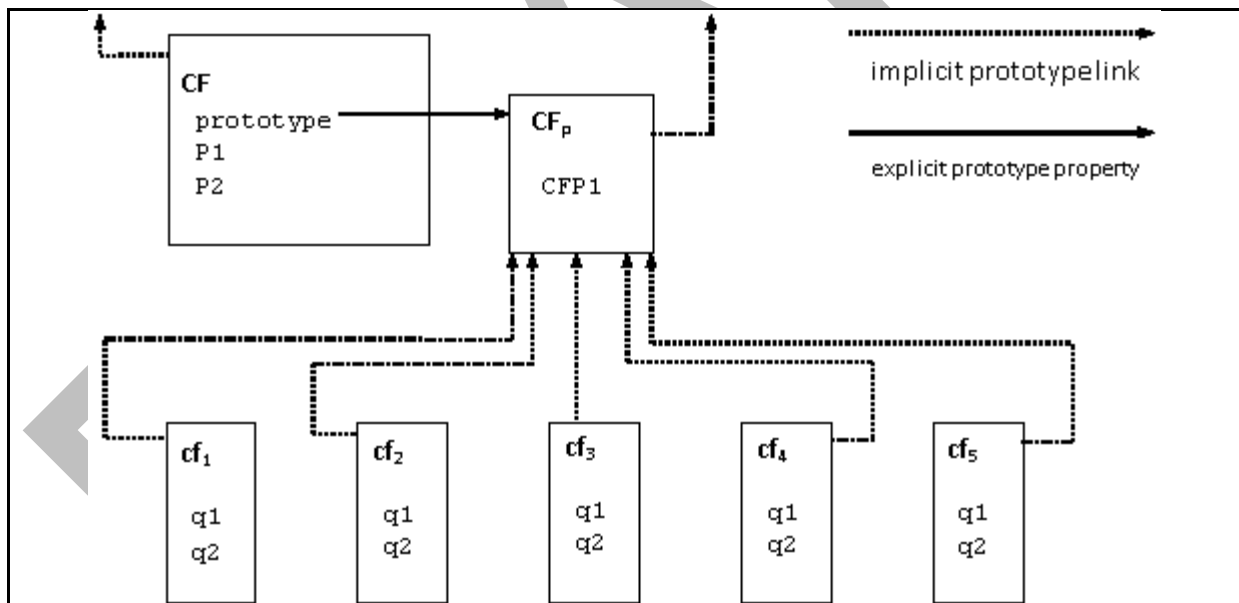 CF
prototype
P1
P2
CFp
CFP1
implicit prototype link
explicit prototype property
cf1
q1
q2
cf2
q1
q2
cf3
q1
q2
cf4
q1
q2
cf5
q1
q2